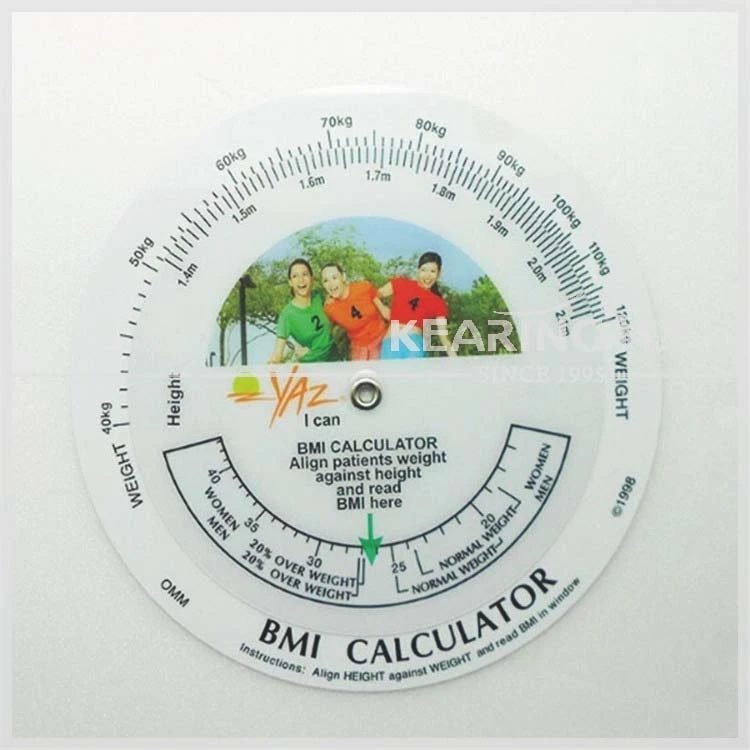 40kg
50kg
60kg
70kg
80kg
90kg
100kg
110kg
120kg
WEIGHT
WEIGHT
Height
1.4m
1.5m
1.6m
1.7m
1.8m
1.9m
2.0m
2.1m
2
4
4
KEARING®
SINCE 1995
YAZ
I can
BMI CALCULATOR
Align patients weight
against height
and read
BMI here
40
35
30
25
20
WOMEN
MEN
20% OVER WEIGHT
20% OVER WEIGHT
NORMAL WEIGHT
NORMAL WEIGHT
WOMEN
MEN
©1998
OMM
BMI CALCULATOR
Instructions: Align HEIGHT against WEIGHT and read BMI in window